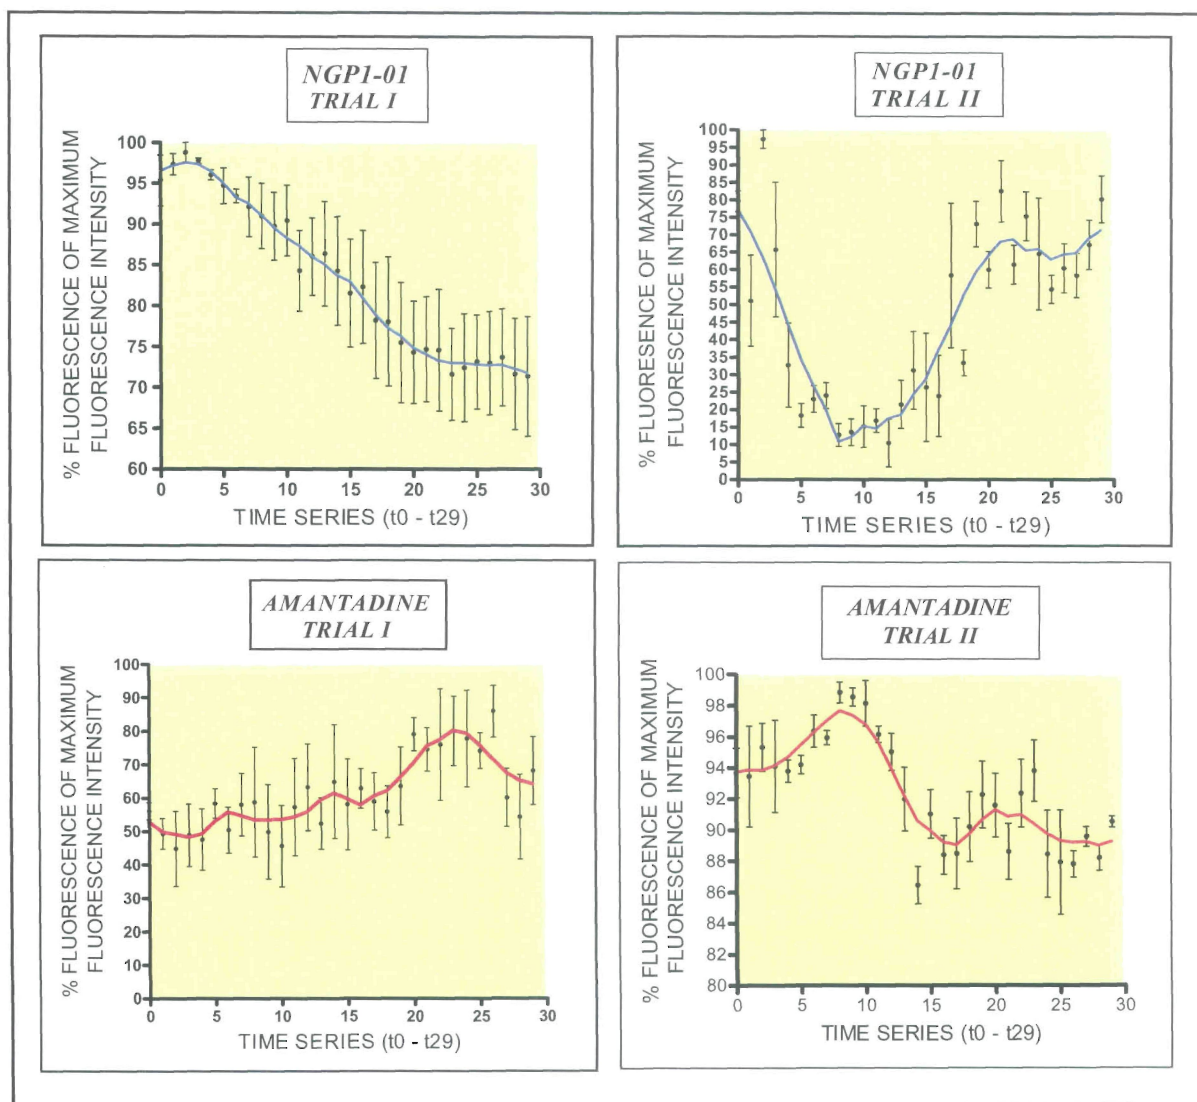 NGP1-01
TRIAL I
% FLUORESCENCE OF MAXIMUM
FLUORESCENCE INTENSITY
100
95
90
85
80
75
70
65
60
0 5 10 15 20 25 30
TIME SERIES (t0 - t29)
NGP1-01
TRIAL II
% FLUORESENCE OF MAXIMUM
FLUORESCENCE INTENSITY
100
95
90
85
80
75
70
65
60
55
50
45
40
35
30
25
20
15
10
5
0
0 5 10 15 20 25 30
TIME SERIES (t0 - t29)
AMANTADINE
TRIAL I
% FLUORESCENCE OF MAXIMUM
FLUORESCENCE INTENSITY
100
90
80
70
60
50
40
30
20
10
0
0 5 10 15 20 25 30
TIME SERIES (t0 - t29)
AMANTADINE
TRIAL II
% FLUORESCENCE OF MAXIMUM
FLUORESCENCE INTENSITY
100
98
96
94
92
90
88
86
84
82
80
0 5 10 15 20 25 30
TIME SERIES (t0 - t29)